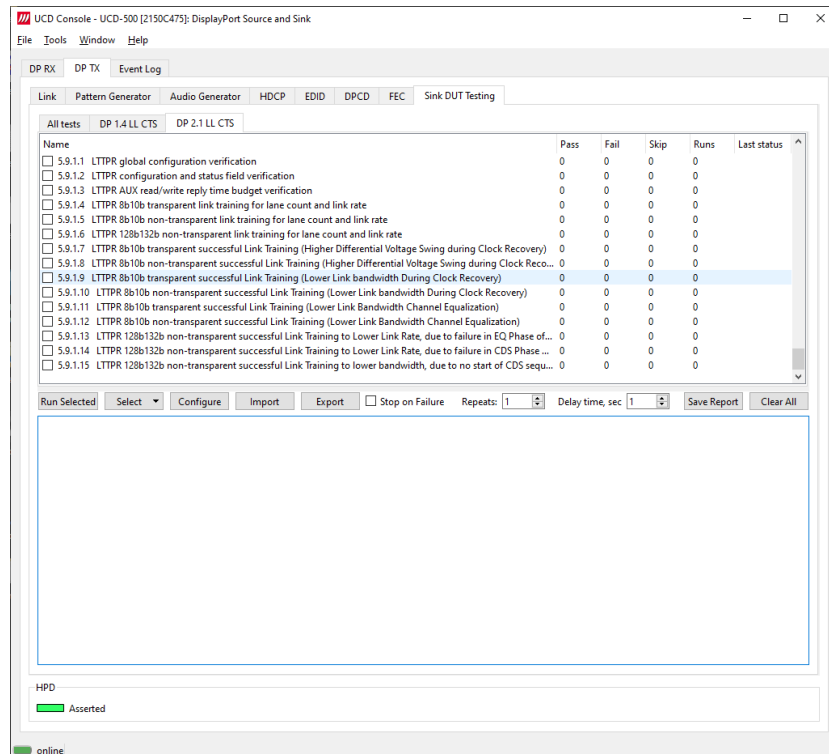 UCD Console - UCD-500 [2150C475]: DisplayPort Source and Sink
File Tools Window Help
DP RX DP TX Event Log
Link Pattern Generator Audio Generator HDCP EDID DPCD FEC Sink DUT Testing
All tests DP 1.4 LL CTS DP 2.1 LL CTS
Name Pass Fail Skip Runs Last status
5.9.1.1 LTTPR global configuration verification 0 0 0 0
5.9.1.2 LTTPR configuration and status field verification 0 0 0 0
5.9.1.3 LTTPR AUX read/write reply time budget verification 0 0 0 0
5.9.1.4 LTTPR 8b10b transparent link training for lane count and link rate 0 0 0 0
5.9.1.5 LTTPR 8b10b non-transparent link training for lane count and link rate 0 0 0 0
5.9.1.6 LTTPR 128b132b non-transparent link training for lane count and link rate 0 0 0 0
5.9.1.7 LTTPR 8b10b transparent successful Link Training (Higher Differential Voltage Swing during Clock Recovery) 0 0 0 0
5.9.1.8 LTTPR 8b10b non-transparent successful Link Training (Higher Differential Voltage Swing during Clock Reco... 0 0 0 0
5.9.1.9 LTTPR 8b10b transparent successful Link Training (Lower Link bandwidth During Clock Recovery) 0 0 0 0
5.9.1.10 LTTPR 8b10b non-transparent successful Link Training (Lower Link bandwidth During Clock Recovery) 0 0 0 0
5.9.1.11 LTTPR 8b10b transparent successful Link Training (Lower Link Bandwidth Channel Equalization) 0 0 0 0
5.9.1.12 LTTPR 8b10b non-transparent successful Link Training (Lower Link Bandwidth Channel Equalization) 0 0 0 0
5.9.1.13 LTTPR 128b132b non-transparent successful Link Training to Lower Link Rate, due to failure in EQ Phase of... 0 0 0 0
5.9.1.14 LTTPR 128b132b non-transparent successful Link Training to Lower Link Rate, due to failure in CDS Phase ... 0 0 0 0
5.9.1.15 LTTPR 128b132b non-transparent successful Link Training to lower bandwidth, due to no start of CDS sequ... 0 0 0 0
Run Selected Select Configure Import Export Stop on Failure Repeats: 1 Delay time, sec 1 Save Report Clear All
HPD
Asserted
online